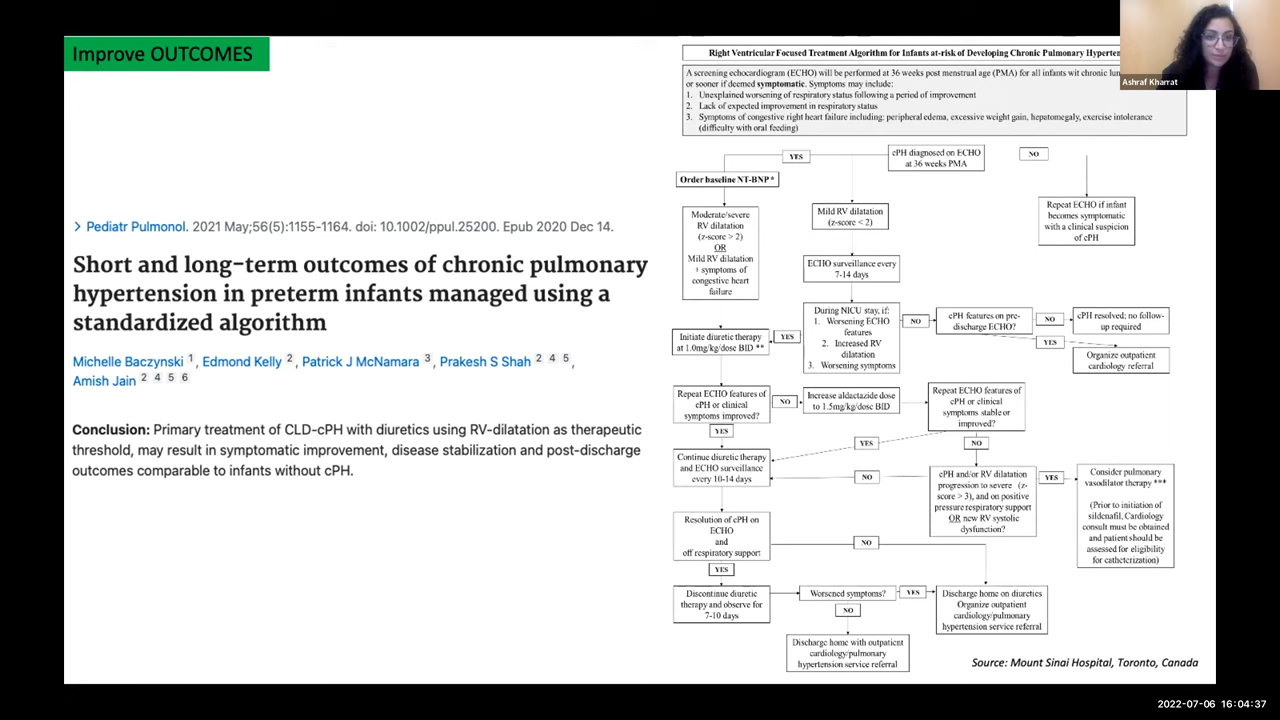 Improve OUTCOMES
Pediatr Pulmonol. 2021 May;56(5):1155-1164. doi: 10.1002/ppul.25200. Epub 2020 Dec 14.
Short and long-term outcomes of chronic pulmonary
hypertension in preterm infants managed using a
standardized algorithm
Michelle Baczynski 1, Edmond Kelly 2, Patrick J McNamara 3, Prakesh S Shah 2 4 5,
Amish Jain 2 4 5 6
Conclusion: Primary treatment of CLD-cPH with diuretics using RV-dilatation as therapeutic
threshold, may result in symptomatic improvement, disease stabilization and post-discharge
outcomes comparable to infants without cPH.
Right Ventricular Focused Treatment Algorithm for Infants at-risk of Developing Chronic Pulmonary Hyperten
A screening echocardiogram (ECHO) will be performed at 36 weeks post menstrual age (PMA) for all infants wit chronic lun
or sooner if deemed symptomatic. Symptoms may include:
1. Unexplained worsening of respiratory status following a period of improvement
2. Lack of expected improvement in respiratory status
3. Symptoms of congestive right heart failure including: peripheral edema, excessive weight gain, hepatomegaly, exercise intolerance
(difficulty with oral feeding)
YES
cPH diagnosed on ECHO
at 36 weeks PMA
NO
Order baseline NT-BNP *
Moderate/severe
RV dilatation
(z-score > 2)
OR
Mild RV dilatation
+ symptoms of
congestive heart
failure
Mild RV dilatation
(z-score < 2)
Repeat ECHO if infant
becomes symptomatic
with a clinical suspicion
of cPH
ECHO surveillance every
7-14 days
Initiate diuretic therapy
at 1.0mg/kg/dose BID **
YES
During NICU stay, if:
1. Worsening ECHO
features
2. Increased RV
dilatation
3. Worsening symptoms
NO
cPH features on pre-
discharge ECHO?
NO
cPH resolved; no follow-
up required
YES
Organize outpatient
cardiology referral
Repeat ECHO features of
cPH or clinical
symptoms improved?
NO
Increase aldactazide dose
to 1.5mg/kg/dose BID
Repeat ECHO features of
cPH or clinical
symptoms stable or
improved?
YES
YES
NO
Continue diuretic therapy
and ECHO surveillance
every 10-14 days
NO
cPH and/or RV dilatation
progression to severe (z-
score > 3), and on positive
pressure respiratory support
OR new RV systolic
dysfunction?
YES
Consider pulmonary
vasodilator therapy ***
(Prior to initiation of
sildenafil, Cardiology
consult must be obtained
and patient should be
assessed for eligibility
for catheterization)
Resolution of cPH on
ECHO
and
off respiratory support
NO
YES
Discontinue diuretic
therapy and observe for
7-10 days
Worsened symptoms?
YES
Discharge home on diuretics
Organize outpatient
cardiology/pulmonary
hypertension service referral
NO
Discharge home with outpatient
cardiology/pulmonary
hypertension service referral
Source: Mount Sinai Hospital, Toronto, Canada
Ashraf Kharrat
2022-07-06 16:04:37